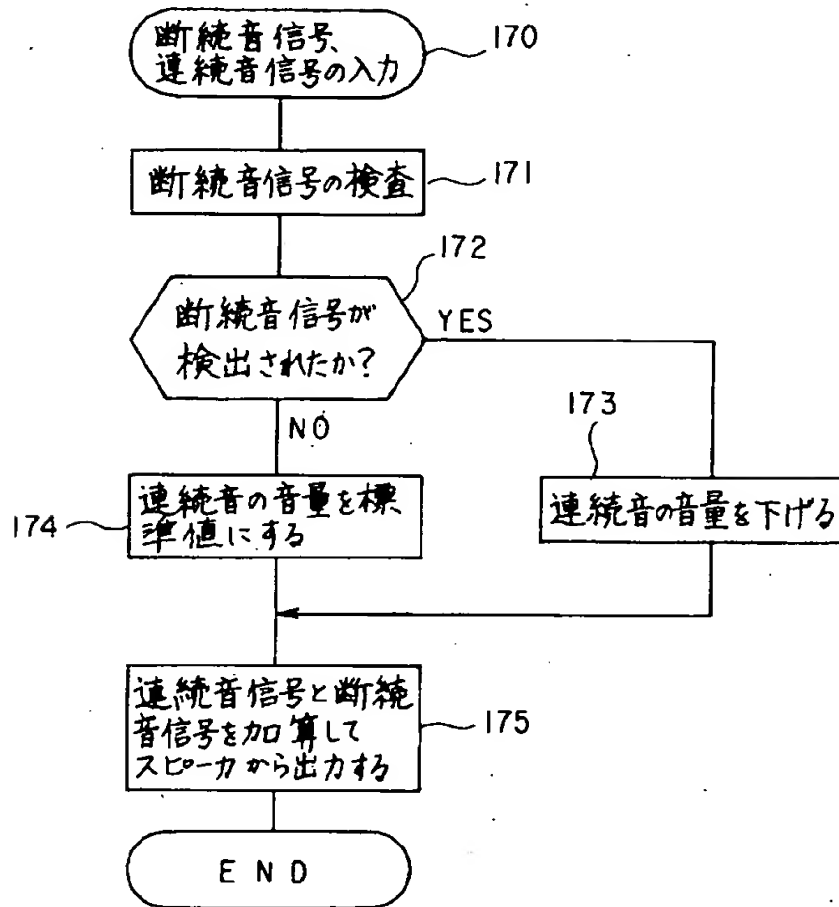 断続音信号、
連続音信号の入力
170
断続音信号の検査
171
172
断続音信号が
検出されたか?
YES
NO
173
連続音の音量を標
準値にする
174
連続音の音量を下げる
連続音信号と断続
音信号を加算して
スピーカから出力する
175
END